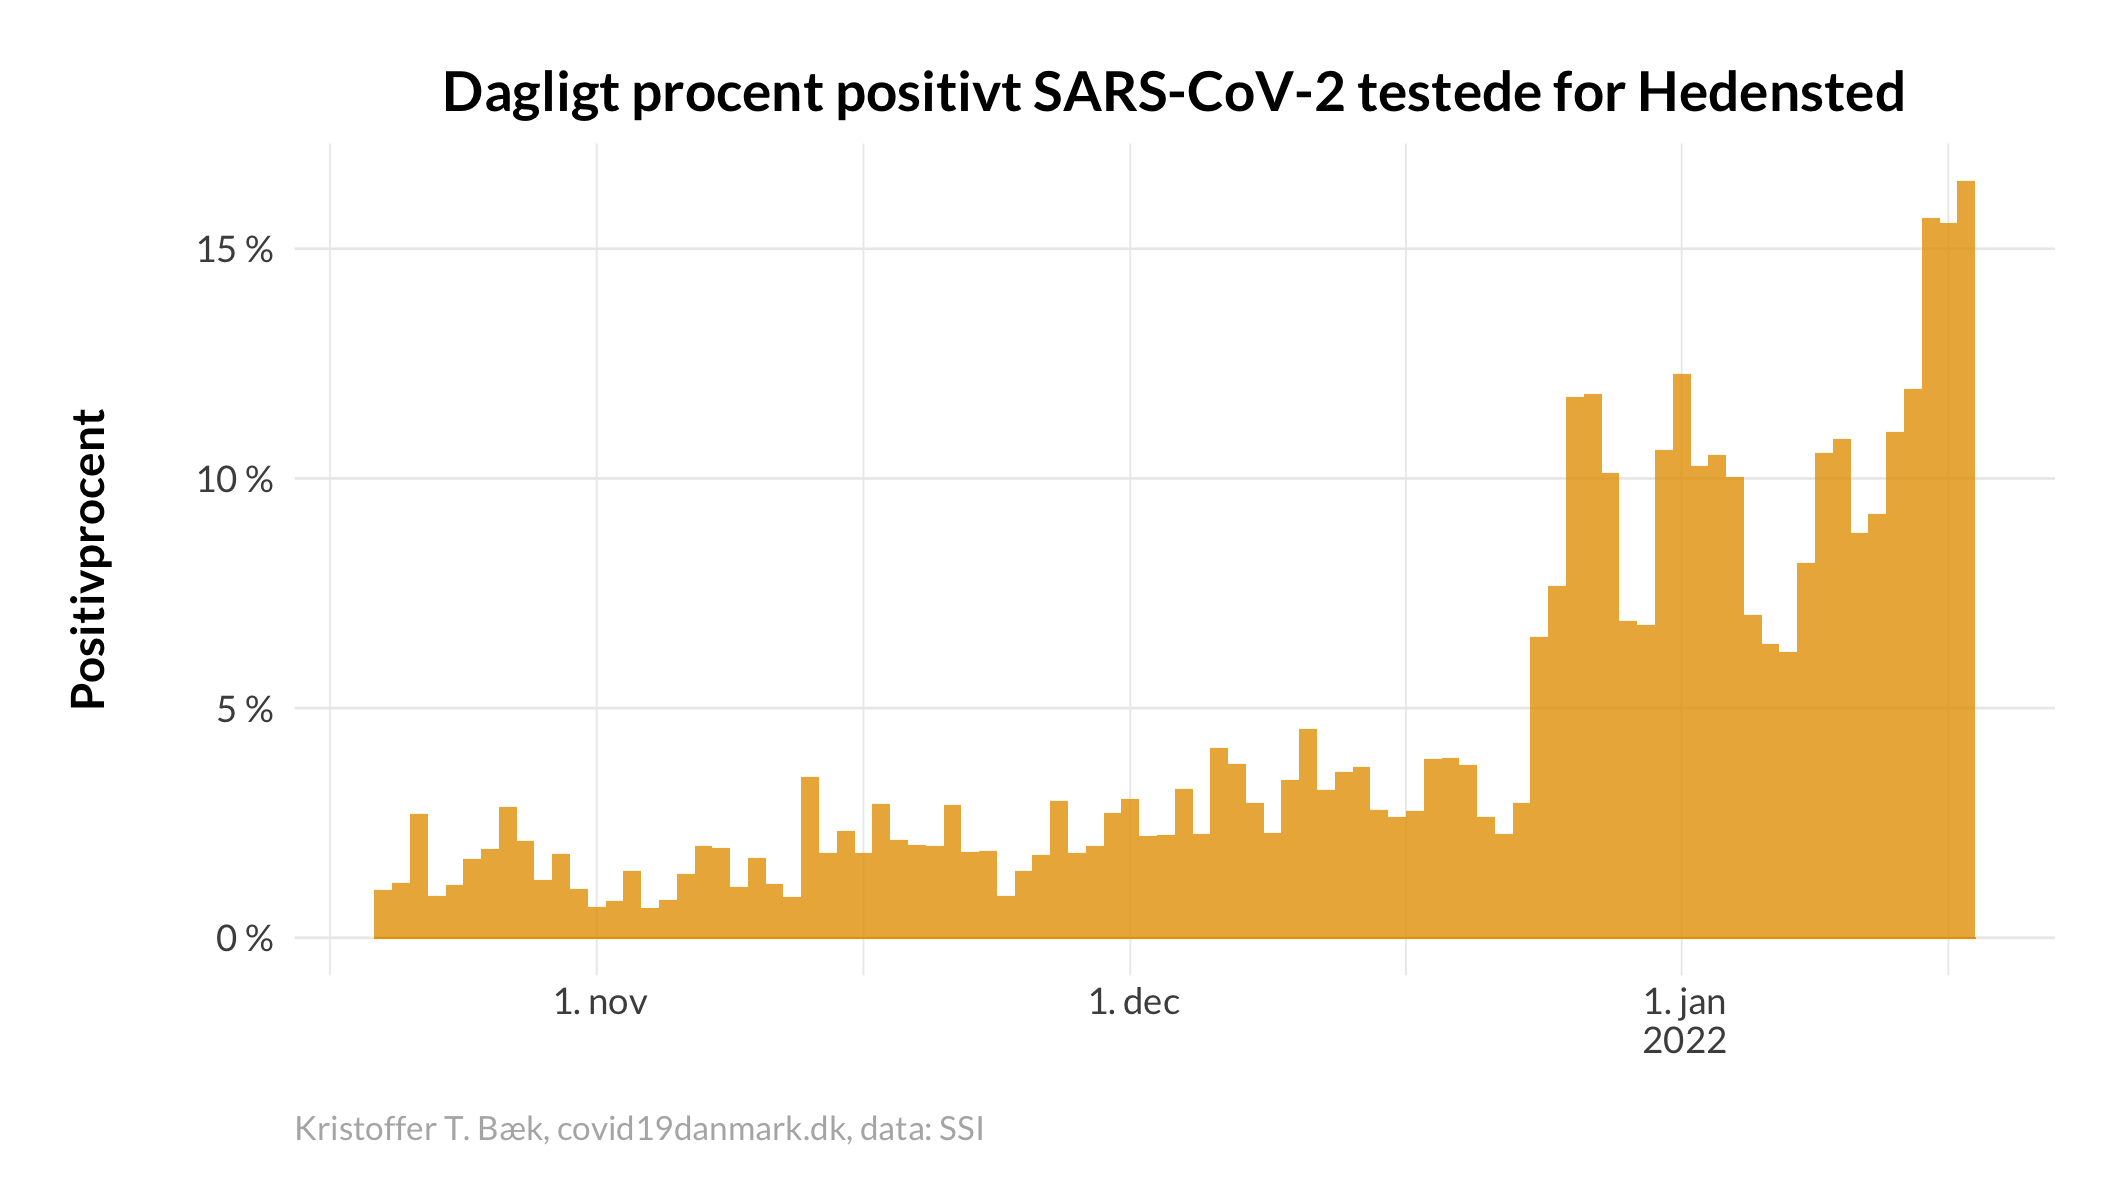 Dagligt procent positivt SARS-CoV-2 testede for Hedensted
Positivprocent
15 %
10 %
5 %
0 %
1. nov
1. dec
1. jan
2022
Kristoffer T. Bæk, covid19danmark.dk, data: SSI